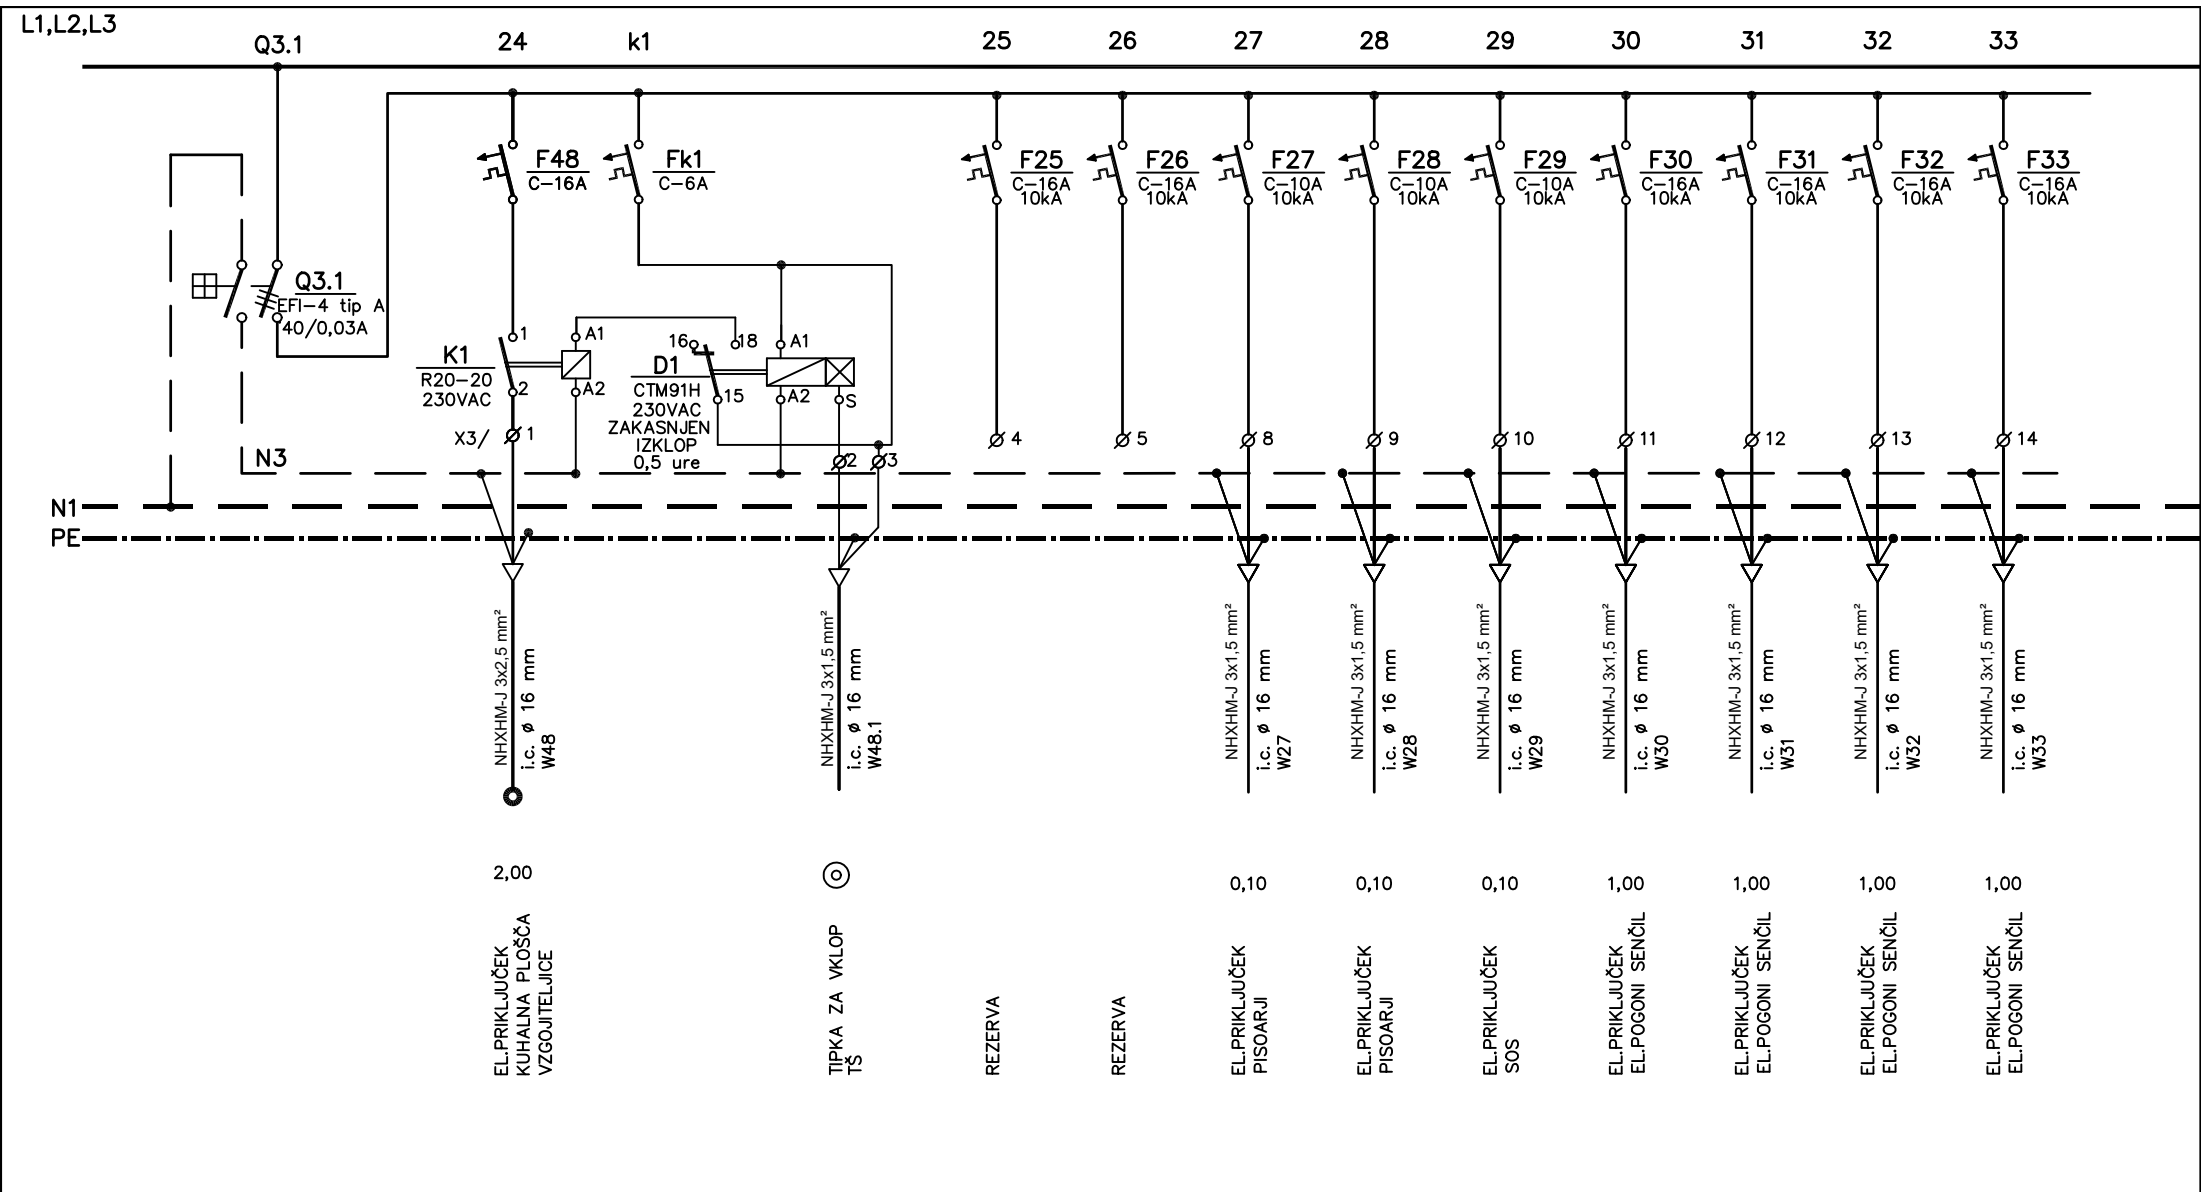 L1,L2,L3
Q3.1
24
k1
25
26
27
28
29
30
31
32
33
F48
C-16A
Fk1
C-6A
F25
C-16A
10kA
F26
C-16A
10kA
F27
C-10A
10kA
F28
C-10A
10kA
F29
C-10A
10kA
F30
C-16A
10kA
F31
C-16A
10kA
F32
C-16A
10kA
F33
C-16A
10kA
Q3.1
EFI-4 tip A
40/0,03A
K1
R20-20
230VAC
1
2
A1
A2
X3/
1
16
18
15
D1
CTM91H
230VAC
ZAKASNJEN
IZKLOP
0,5 ure
A1
A2
S
2
3
4
5
8
9
10
11
12
13
14
N3
N1
PE
NHXHM-J 3x2,5 mm²
i.c. ø 16 mm
W48
NHXHM-J 3x1,5 mm²
i.c. ø 16 mm
W48.1
NHXHM-J 3x1,5 mm²
i.c. ø 16 mm
W27
NHXHM-J 3x1,5 mm²
i.c. ø 16 mm
W28
NHXHM-J 3x1,5 mm²
i.c. ø 16 mm
W29
NHXHM-J 3x1,5 mm²
i.c. ø 16 mm
W30
NHXHM-J 3x1,5 mm²
i.c. ø 16 mm
W31
NHXHM-J 3x1,5 mm²
i.c. ø 16 mm
W32
NHXHM-J 3x1,5 mm²
i.c. ø 16 mm
W33
2,00
0,10
0,10
0,10
1,00
1,00
1,00
1,00
EL.PRIKLJUČEK
KUHALNA PLOŠČA
VZGOJITELJICE
TIPKA ZA VKLOP
TŠ
REZERVA
REZERVA
EL.PRIKLJUČEK
PISOARJI
EL.PRIKLJUČEK
PISOARJI
EL.PRIKLJUČEK
SOS
EL.PRIKLJUČEK
EL.POGONI SENČIL
EL.PRIKLJUČEK
EL.POGONI SENČIL
EL.PRIKLJUČEK
EL.POGONI SENČIL
EL.PRIKLJUČEK
EL.POGONI SENČIL